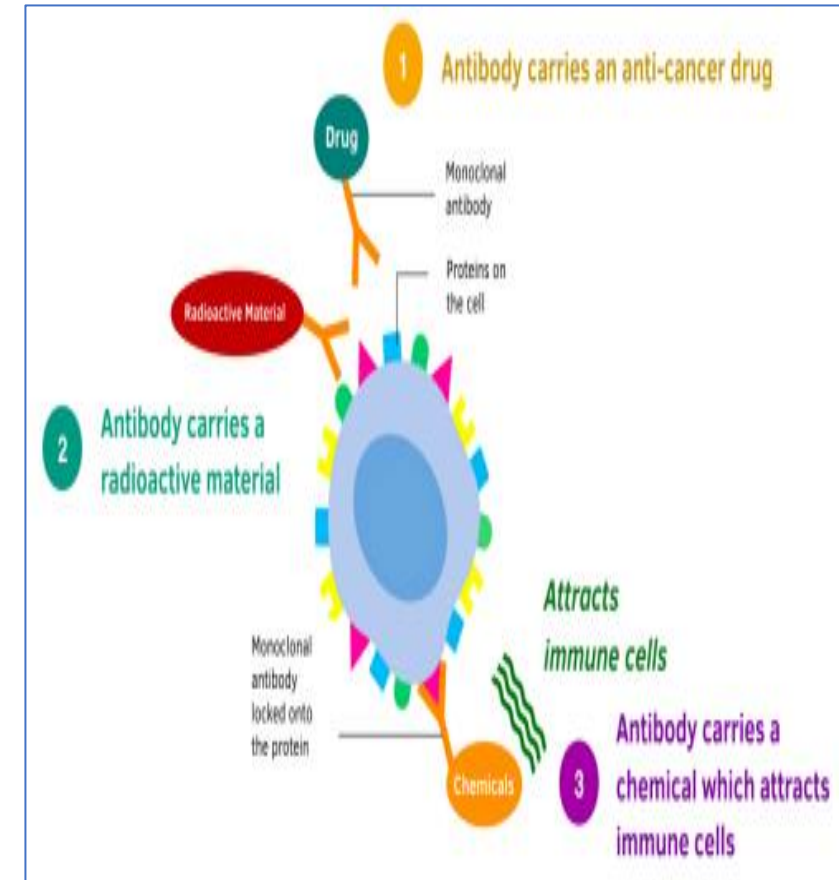 1 Antibody carries an anti-cancer drug
Drug
Monoclonal
antibody
Proteins on
the cell
Radioactive Material
2 Antibody carries a
radioactive material
Attracts
immune cells
Monoclonal
antibody
locked onto
the protein
Chemicals
3 Antibody carries a
chemical which attracts
immune cells